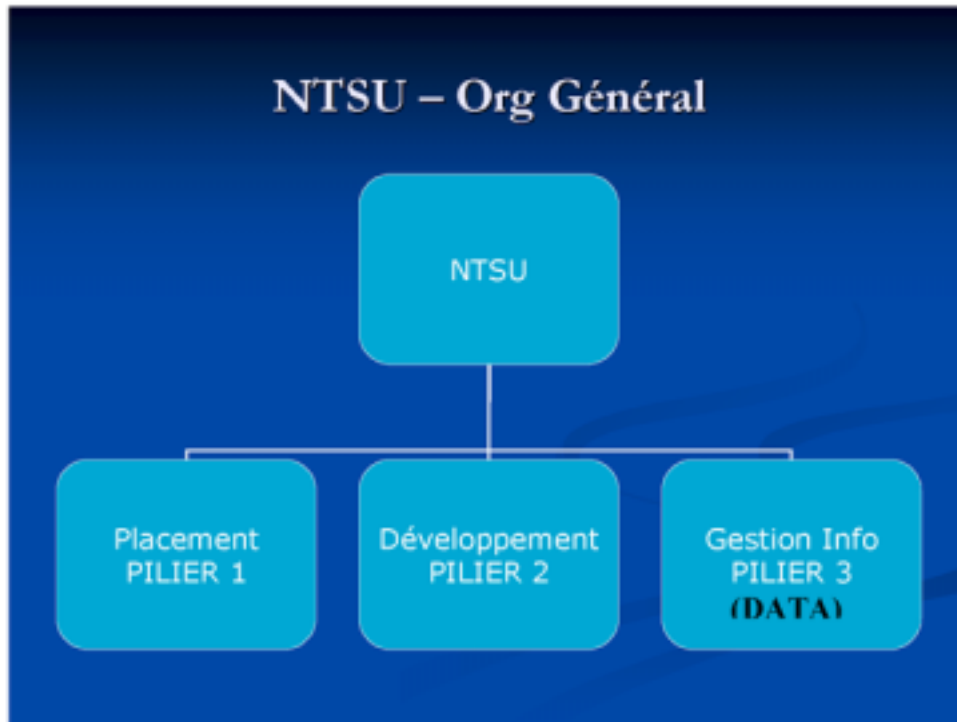 NTSU – Org Général
NTSU
Placement
PILIER 1
Développement
PILIER 2
Gestion Info
PILIER 3
(DATA)